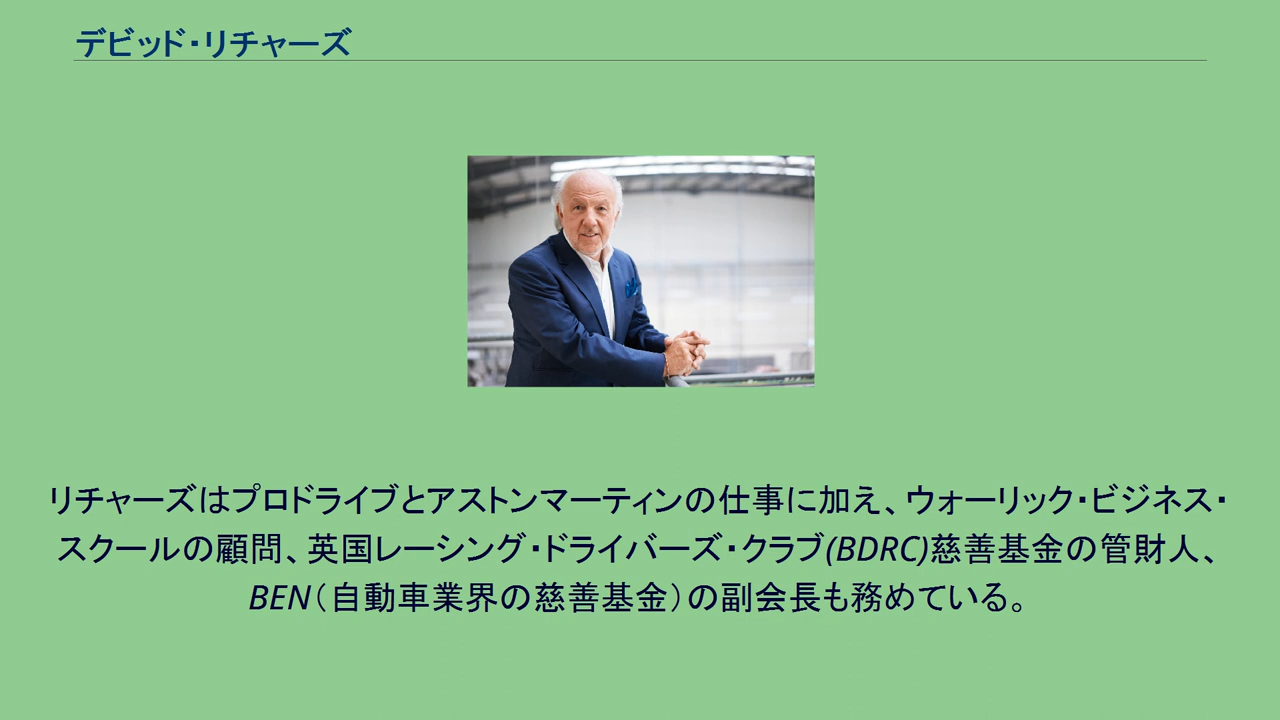 デビッド・リチャーズ
リチャーズはプロドライブとアストンマーティンの仕事に加え、ウォーリック・ビジネス・
スクールの顧問、英国レーシング・ドライバーズ・クラブ(BDRC)慈善基金の管財人、
BEN（自動車業界の慈善基金）の副会長も務めている。